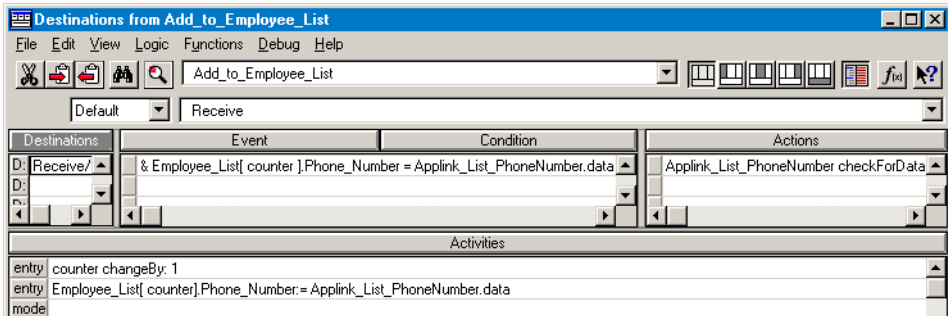 Destinations from Add_to_Employee_List
File Edit View Logic Functions Debug Help
Add_to_Employee_List f(x) ?
Default Receive
Destinations Event Condition Actions
D: Receive/ & Employee_List[ counter ].Phone_Number = Applink_List_PhoneNumber.data Applink_List_PhoneNumber checkForData
D:
D:
Activities
entry counter changeBy: 1
entry Employee_List[ counter].Phone_Number:= Applink_List_PhoneNumber.data
mode